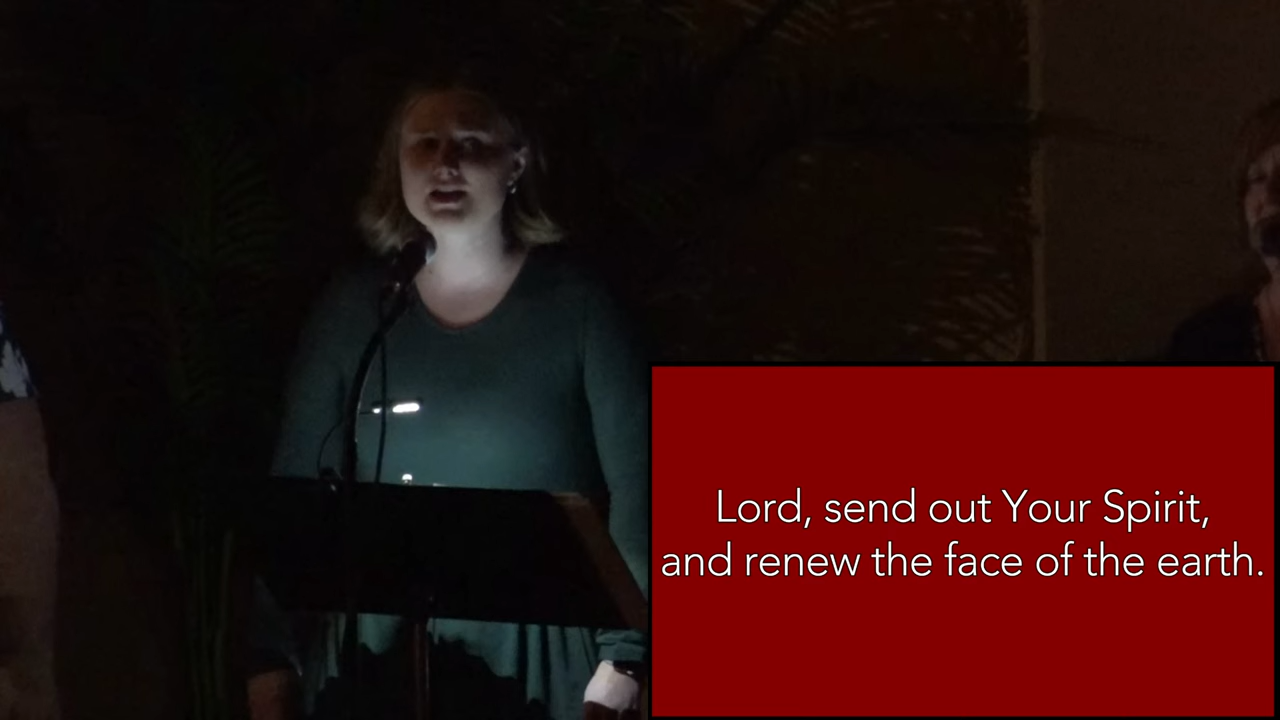 Lord, send out Your Spirit,
and renew the face of the earth.